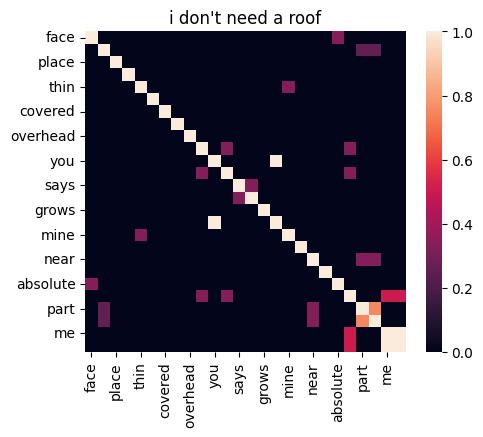 i don't need a roof
face
place
thin
covered
overhead
you
says
grows
mine
near
absolute
part
me
1.0
0.8
0.6
0.4
0.2
0.0
face
place
thin
covered
overhead
you
says
grows
mine
near
absolute
part
me